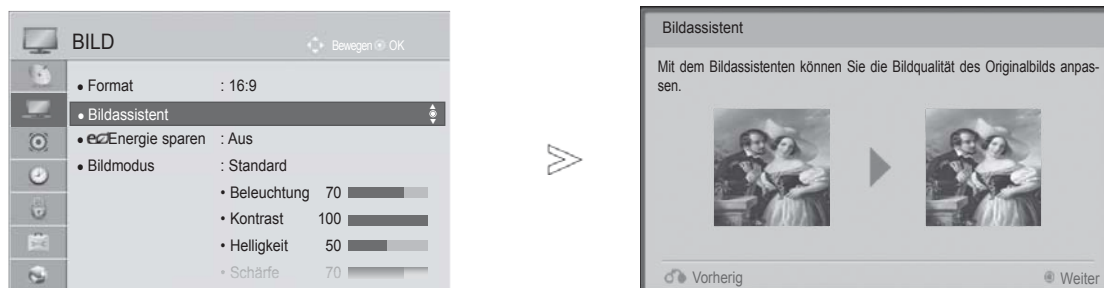 BILD
Bewegen OK
• Format : 16:9
• Bildassistent
• eco Energie sparen : Aus
• Bildmodus : Standard
• Beleuchtung 70
• Kontrast 100
• Helligkeit 50
• Schärfe 70
Bildassistent
Mit dem Bildassistenten können Sie die Bildqualität des Originalbilds anpas-
sen.
Vorherig
Weiter